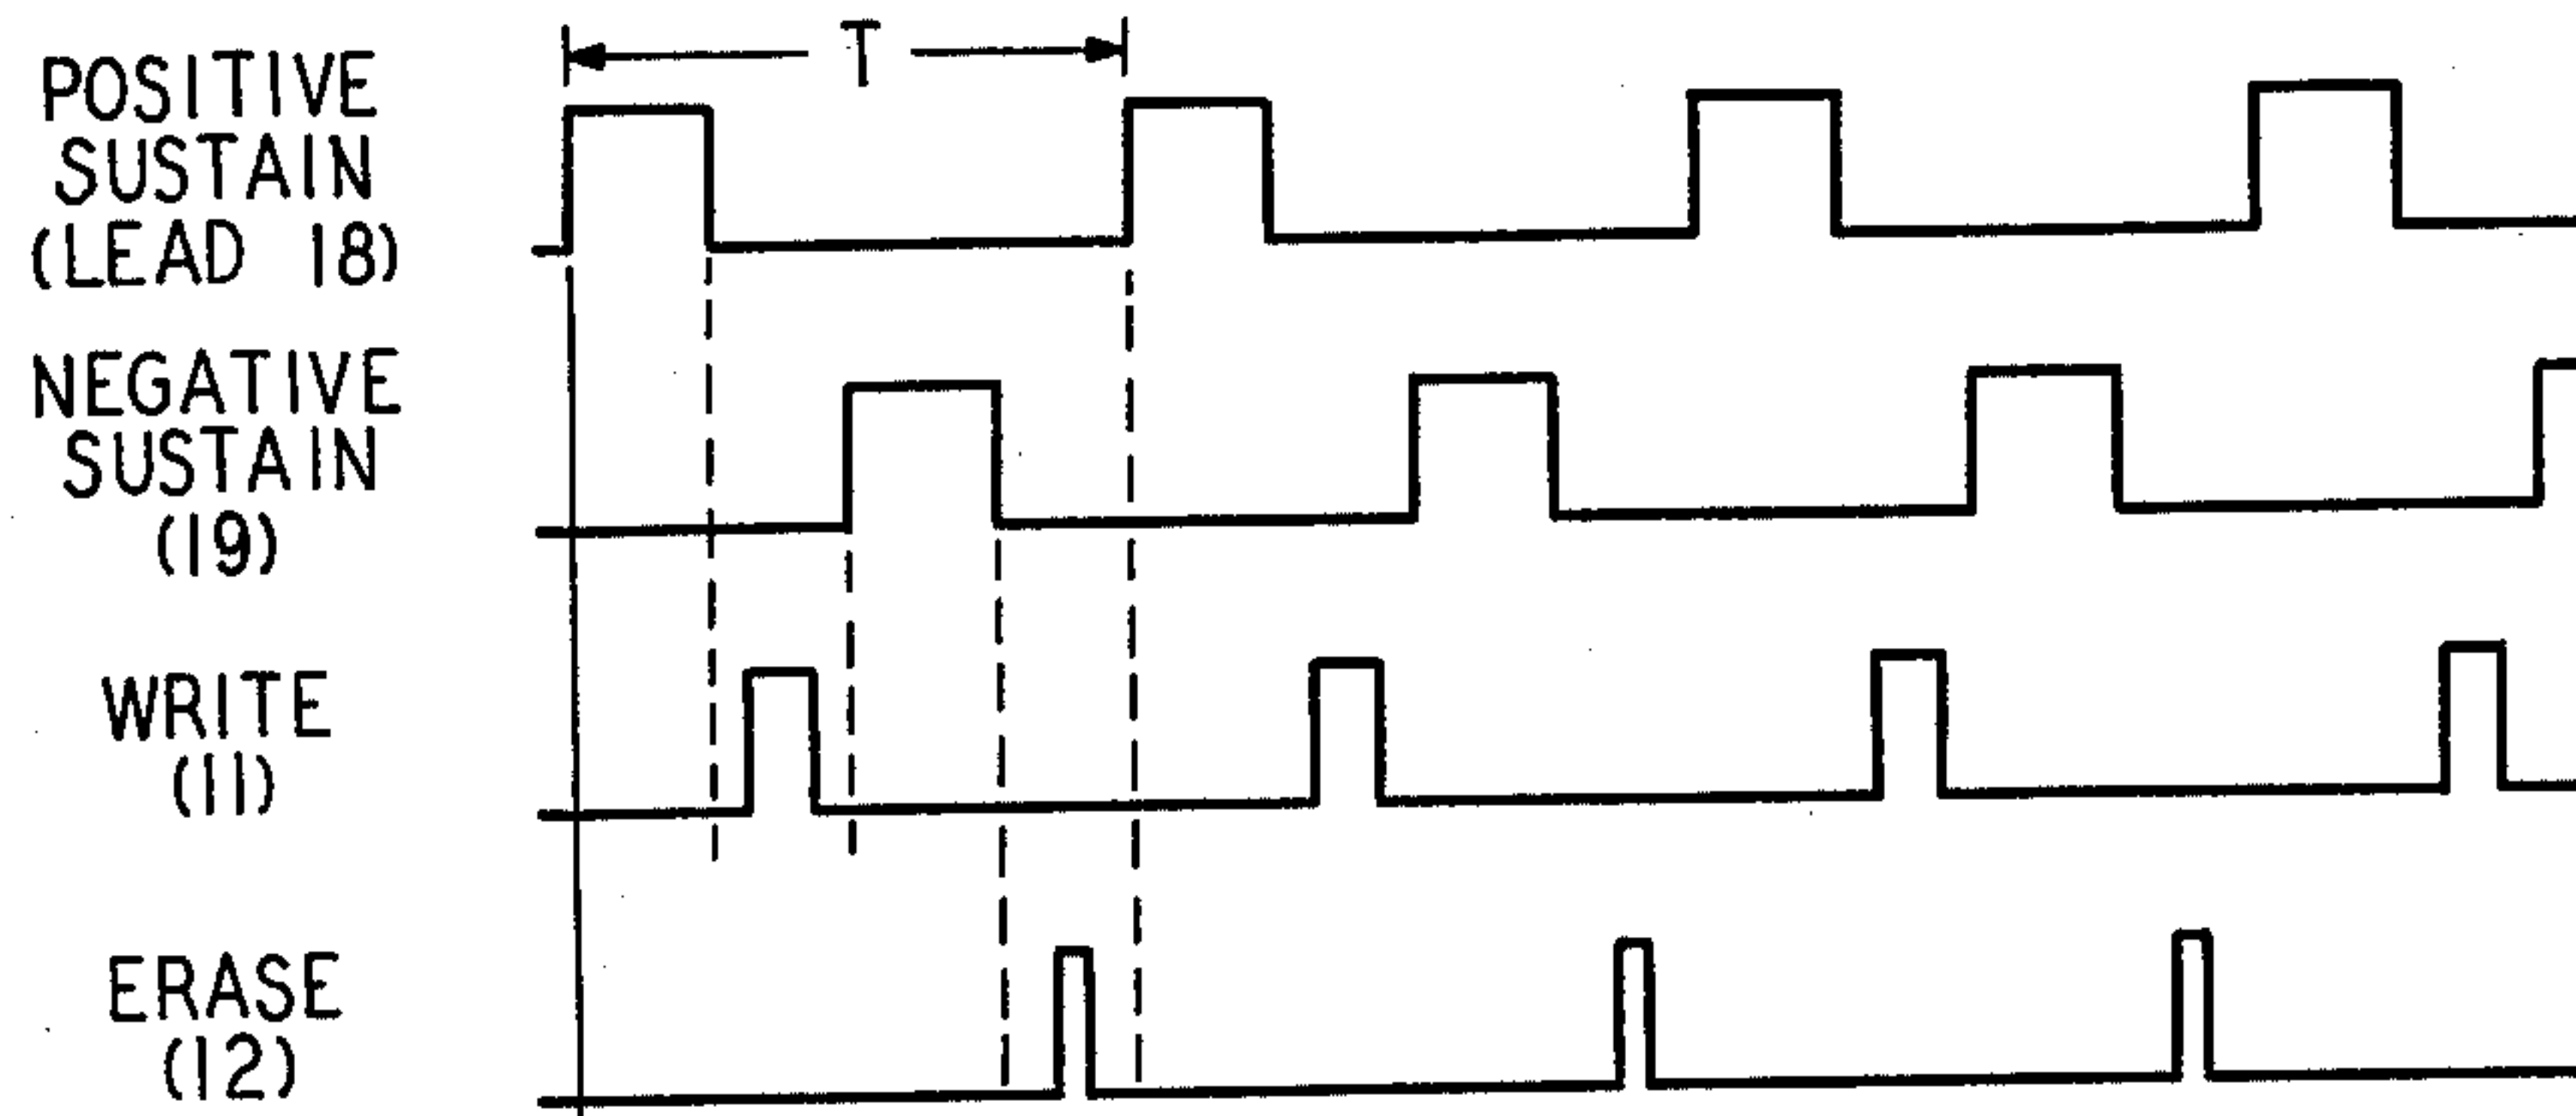 T
POSITIVE
SUSTAIN
(LEAD 18)
NEGATIVE
SUSTAIN
(19)
WRITE
(11)
ERASE
(12)